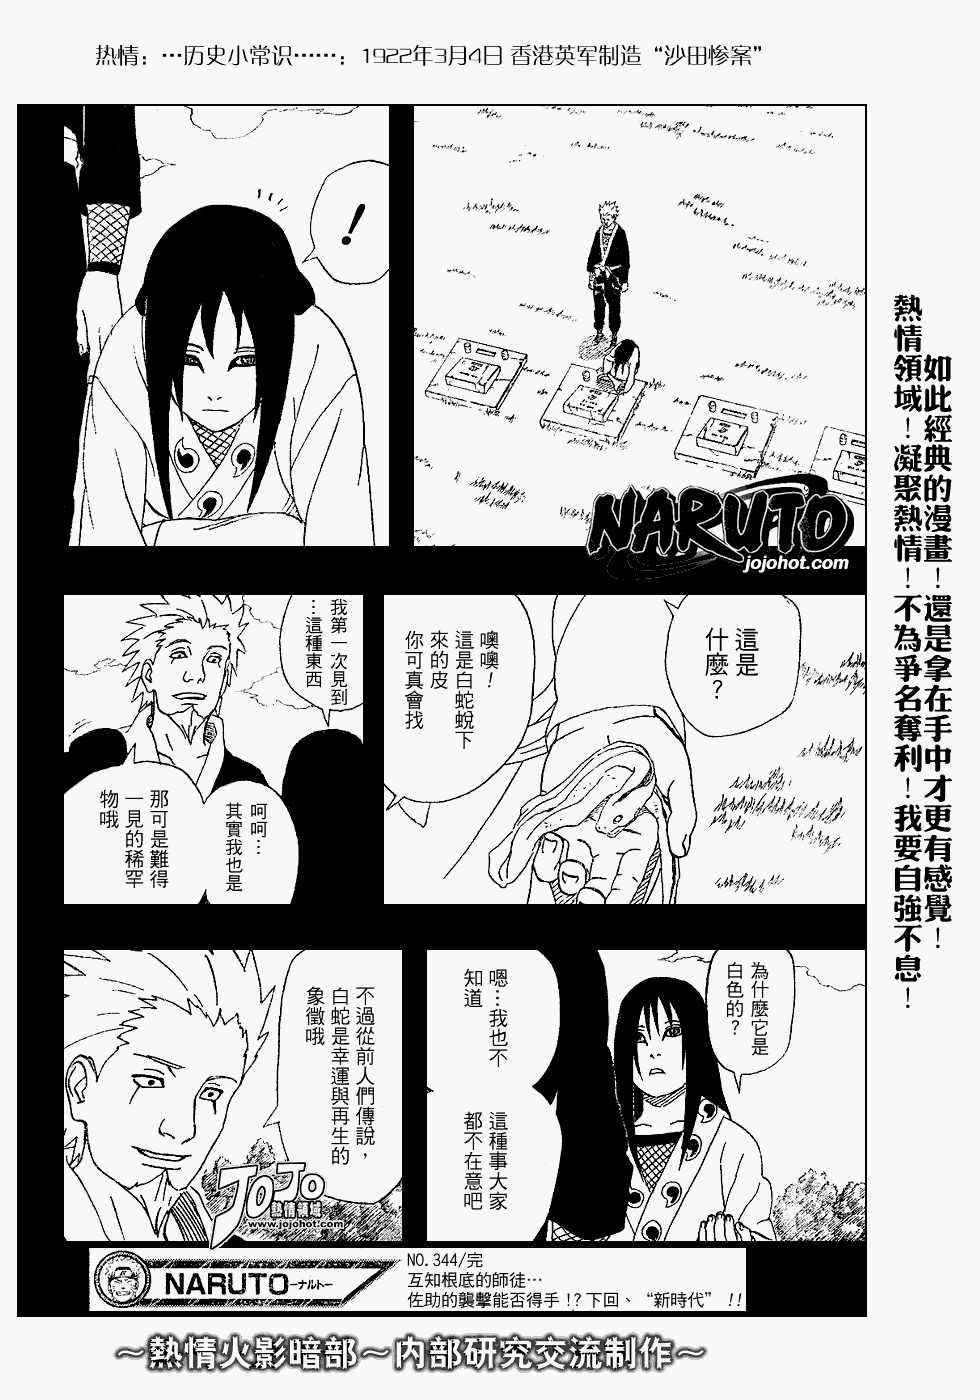 热情：…历史小常识……：1922年3月4日 香港英军制造“沙田惨案”
！
NARUTO
jojohot.com
這是
什麼？
噢噢！
這是白蛇蛻下
來的皮
你可真會找
我第一次見到
…這種東西
呵呵…
其實我也是
那可是難得
一見的稀罕
物哦
為什麼它是
白色的？
嗯…我也不
知道
這種事大家
都不在意吧
不過從前人們傳說，
白蛇是幸運與再生的
象徵哦
JoJo
熱情領域
www.jojohot.com
NARUTO—ナルト—
NO.344/完
互知根底的師徒…
佐助的襲擊能否得手！？下回、“新時代”！！
如此經典的漫畫！還是拿在手中才更有感覺！
熱情領域！凝聚熱情！不為爭名奪利！我要自強不息！
～熱情火影暗部～内部研究交流制作～